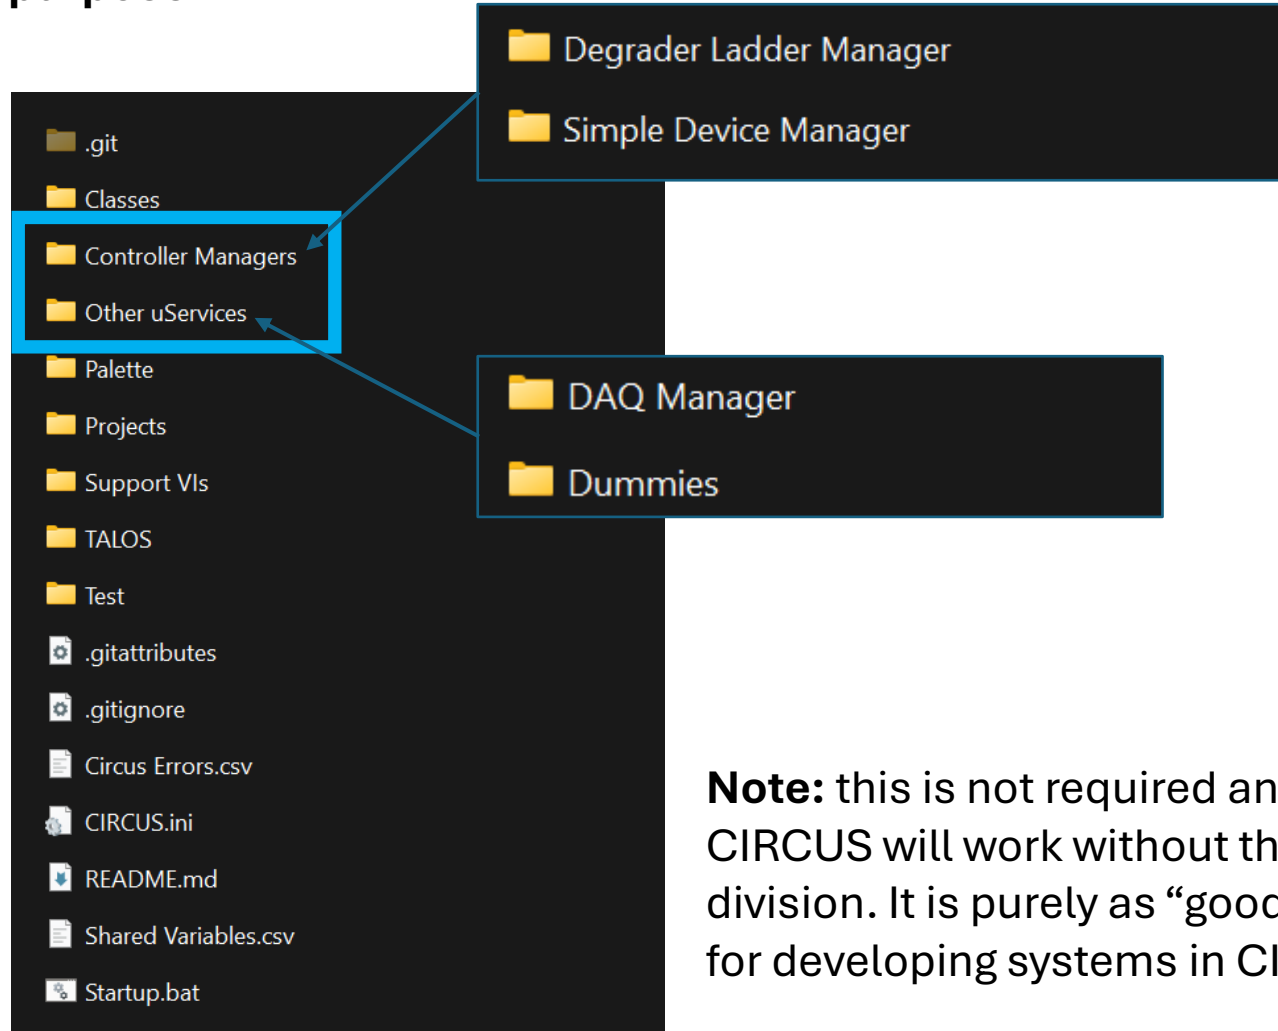 Degrader Ladder Manager
Simple Device Manager
.git
Classes
Controller Managers
Other uServices
Palette
Projects
Support VIs
TALOS
Test
.gitattributes
.gitignore
Circus Errors.csv
CIRCUS.ini
README.md
Shared Variables.csv
Startup.bat
DAQ Manager
Dummies
Note: this is not required an
CIRCUS will work without th
division. It is purely as “good
for developing systems in CI